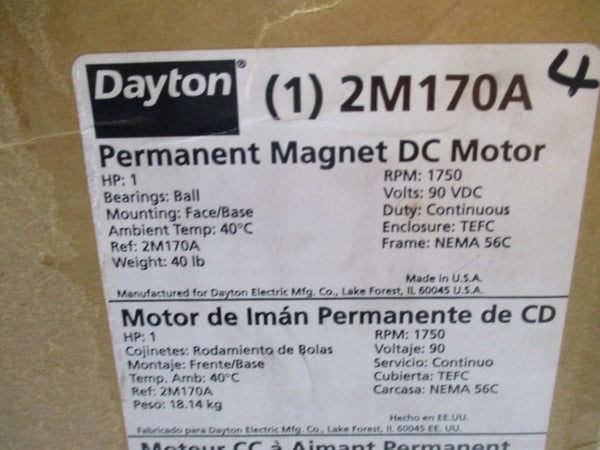 Dayton® (1) 2M170A 4
Permanent Magnet DC Motor
HP: 1 RPM: 1750
Bearings: Ball Volts: 90 VDC
Mounting: Face/Base Duty: Continuous
Ambient Temp: 40°C Enclosure: TEFC
Ref: 2M170A Frame: NEMA 56C
Weight: 40 lb
Made in U.S.A.
Manufactured for Dayton Electric Mfg. Co., Lake Forest, IL 60045 U.S.A.
Motor de Imán Permanente de CD
HP: 1 RPM: 1750
Cojinetes: Rodamiento de Bolas Voltaje: 90
Montaje: Frente/Base Servicio: Continuo
Temp. Amb: 40°C Cubierta: TEFC
Ref: 2M170A Carcasa: NEMA 56C
Peso: 18.14 kg
Hecho en EE.UU.
Fabricado para Dayton Electric Mfg. Co., Lake Forest, IL 60045 EE. UU.
Moteur CC à Aimant Permanent